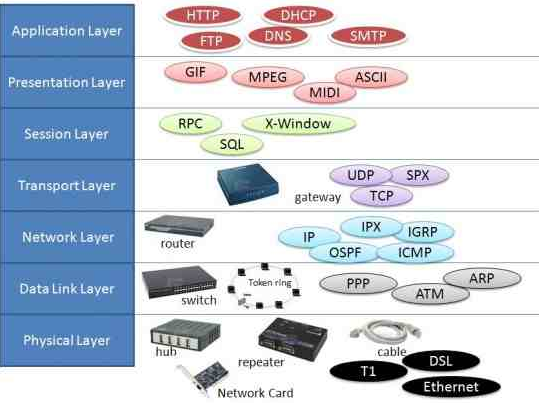 Application Layer
HTTP
DHCP
FTP
DNS
SMTP
Presentation Layer
GIF
MPEG
MIDI
ASCII
Session Layer
RPC
SQL
X-Window
Transport Layer
gateway
UDP
SPX
TCP
Network Layer
router
IP
IPX
IGRP
OSPF
ICMP
Data Link Layer
switch
Token ring
PPP
ATM
ARP
Physical Layer
hub
repeater
cable
Network Card
T1
DSL
Ethernet